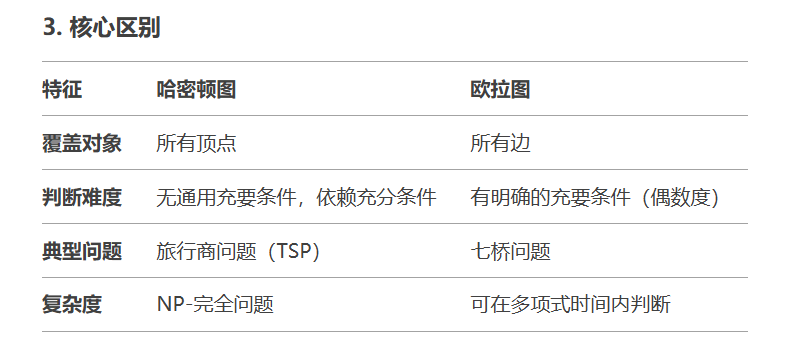 3. 核心区别
特征 哈密顿图 欧拉图
覆盖对象 所有顶点 所有边
判断难度 无通用充要条件，依赖充分条件 有明确的充要条件（偶数度）
典型问题 旅行商问题（TSP） 七桥问题
复杂度 NP-完全问题 可在多项式时间内判断